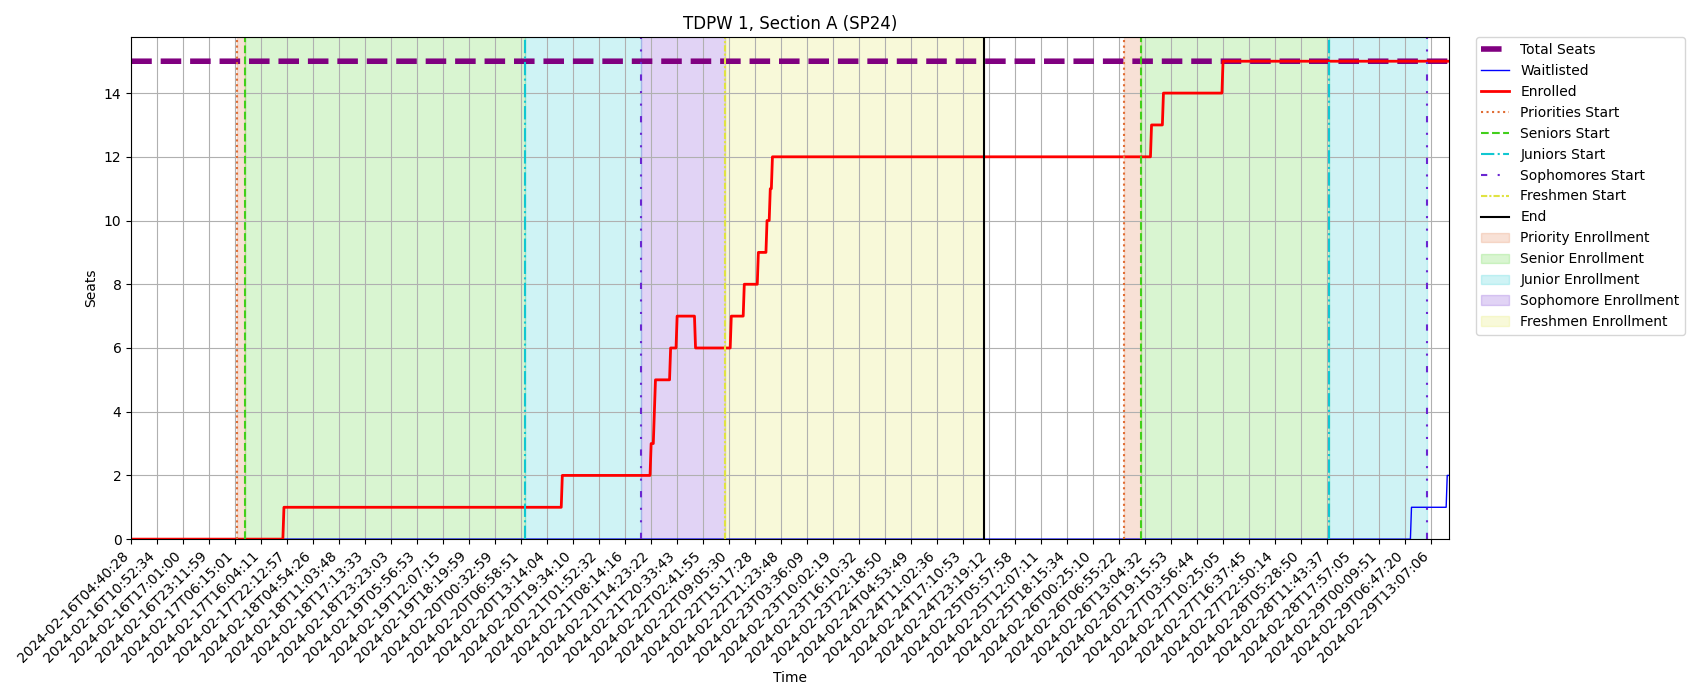 TDPW 1, Section A (SP24)
Total Seats
Waitlisted
Enrolled
Priorities Start
Seniors Start
Juniors Start
Sophomores Start
Freshmen Start
End
Priority Enrollment
Senior Enrollment
Junior Enrollment
Sophomore Enrollment
Freshmen Enrollment
Seats
14
12
10
8
6
4
2
0
2024-02-16T04:40:28
2024-02-16T10:52:34
2024-02-16T17:01:00
2024-02-16T23:11:59
2024-02-17T06:15:01
2024-02-17T16:04:11
2024-02-17T22:12:57
2024-02-18T04:54:26
2024-02-18T11:03:48
2024-02-18T17:13:33
2024-02-18T23:23:03
2024-02-19T05:56:53
2024-02-19T12:07:15
2024-02-19T18:19:59
2024-02-20T00:32:59
2024-02-20T06:58:51
2024-02-20T13:14:04
2024-02-20T19:34:10
2024-02-21T01:52:32
2024-02-21T08:14:16
2024-02-21T14:23:22
2024-02-21T20:33:43
2024-02-22T02:41:55
2024-02-22T09:05:30
2024-02-22T15:17:28
2024-02-22T21:23:48
2024-02-23T03:36:09
2024-02-23T10:02:19
2024-02-23T16:10:32
2024-02-23T22:18:50
2024-02-24T04:53:49
2024-02-24T11:02:36
2024-02-24T17:10:53
2024-02-24T23:19:12
2024-02-25T05:57:58
2024-02-25T12:07:11
2024-02-25T18:15:34
2024-02-26T00:25:10
2024-02-26T06:55:22
2024-02-26T13:04:32
2024-02-26T19:15:53
2024-02-27T03:56:44
2024-02-27T10:25:05
2024-02-27T16:37:45
2024-02-27T22:50:14
2024-02-28T05:28:50
2024-02-28T11:43:37
2024-02-28T17:57:05
2024-02-29T00:09:51
2024-02-29T06:47:20
2024-02-29T13:07:06
Time